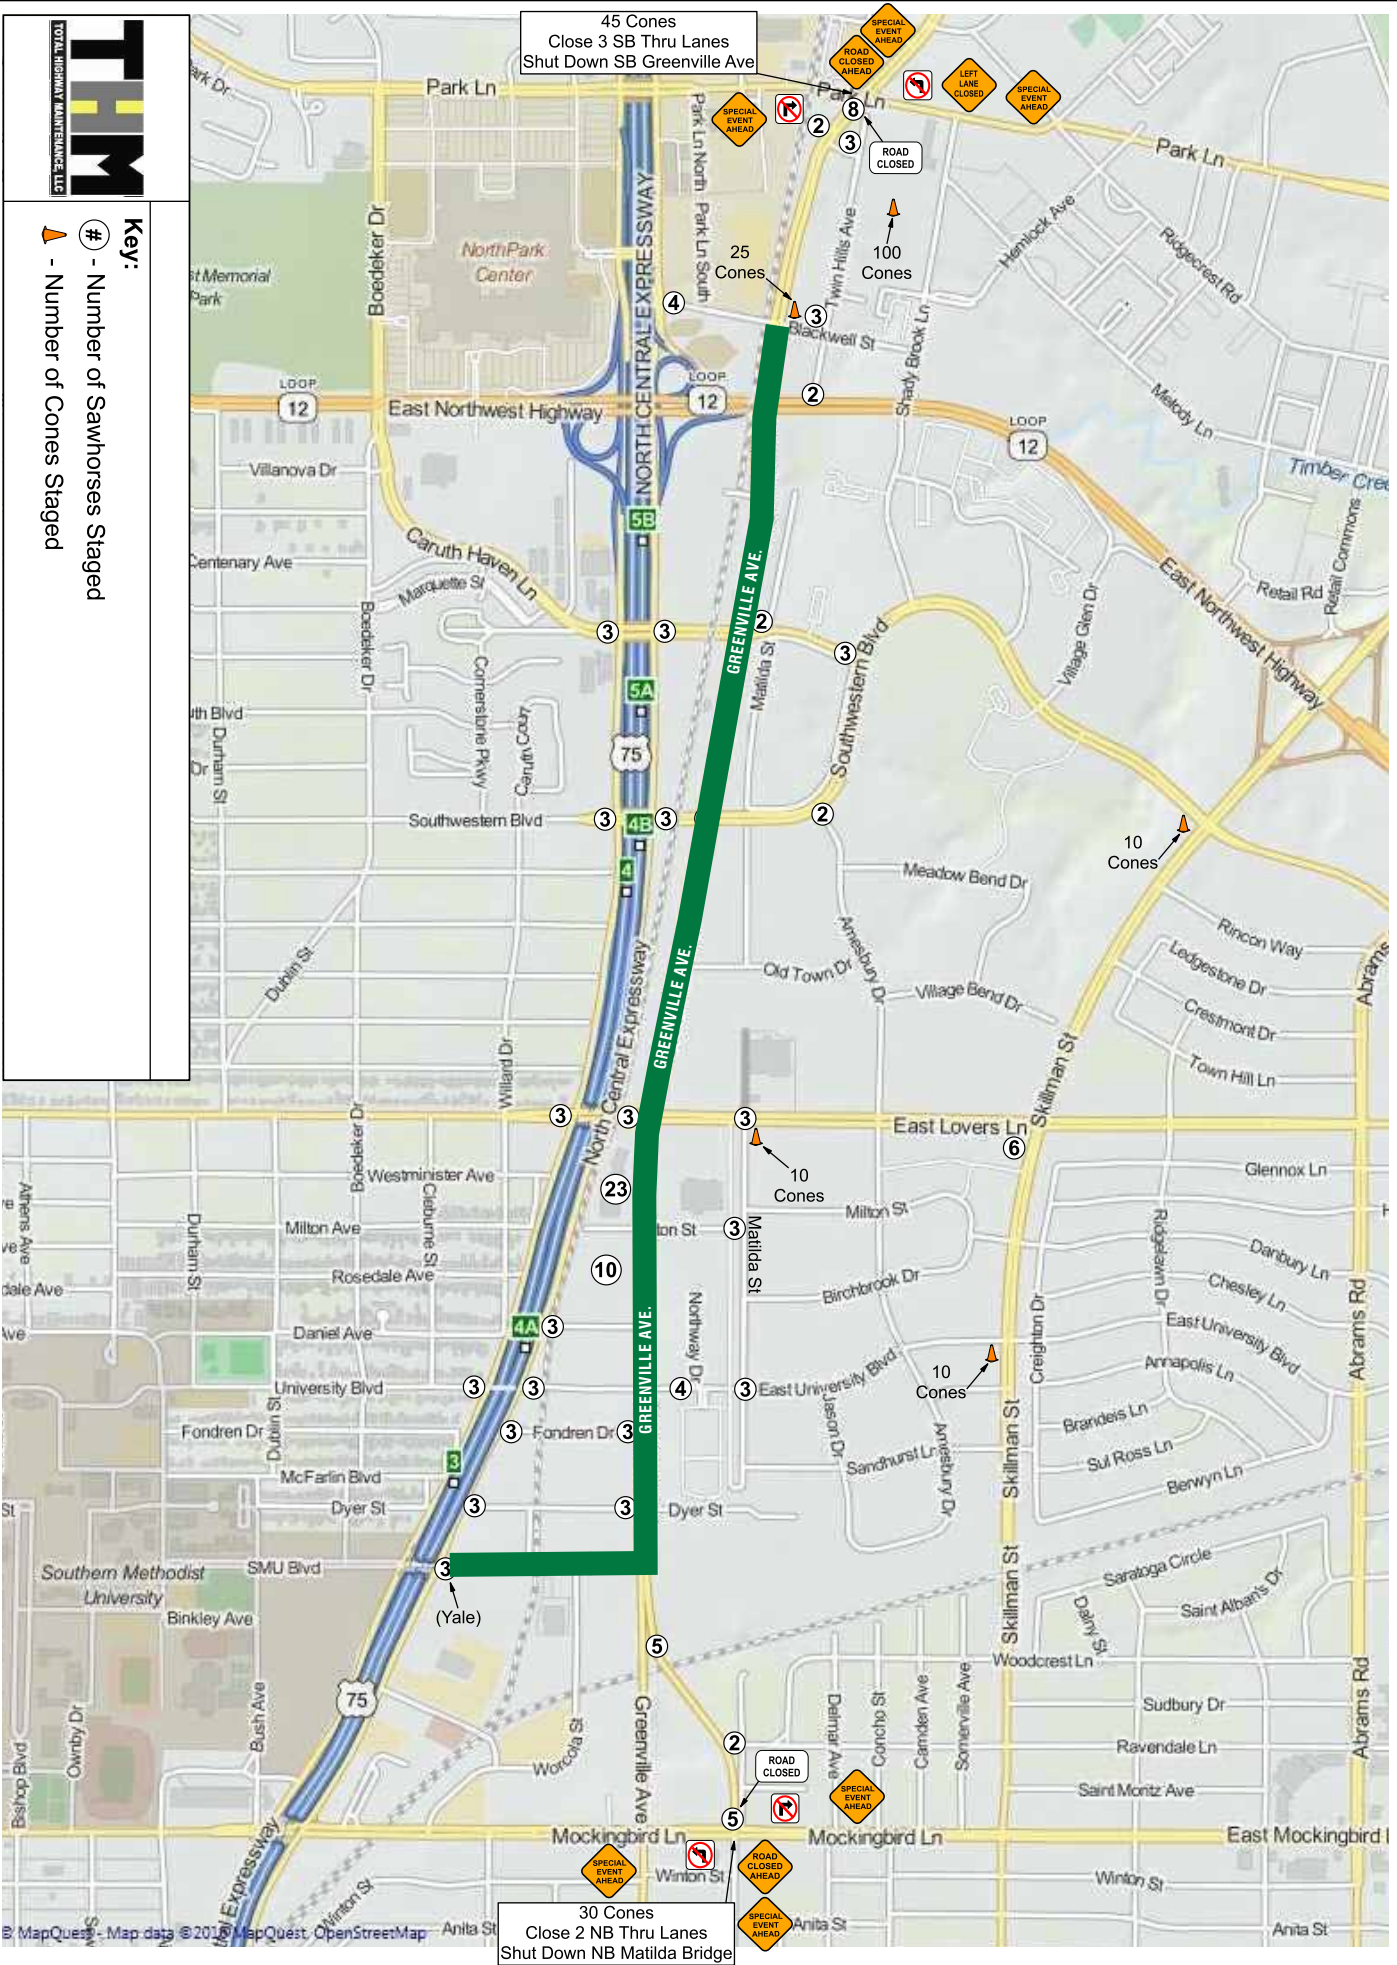 45 Cones
Close 3 SB Thru Lanes
Shut Down SB Greenville Ave
SPECIAL
EVENT
AHEAD
ROAD
CLOSED
AHEAD
LEFT
LANE
CLOSED
SPECIAL
EVENT
AHEAD
SPECIAL
EVENT
AHEAD
THM
TOTAL HIGHWAY MAINTENANCE, LLC
Key:
# - Number of Sawhorses Staged
- Number of Cones Staged
Park Ln
Park Ln
Park Ln
8
2
3
ROAD
CLOSED
Park Ln North
Park Ln South
NORTH CENTRAL EXPRESSWAY
Boedeker Dr
NorthPark
Center
Park
25
Cones
100
Cones
Twin Hills Ave
Hemlock Ave
Ridgecrest Rd
4
3
Blackwell St
Shady Brook Ln
LOOP
12
East Northwest Highway
LOOP
12
2
LOOP
12
Melody Ln
Villanova Dr
Retail Commons
5B
Centenary Ave
Caruth Haven Ln
Marquette St
GREENVILLE AVE.
East Northwest Highway
Retail Rd
Boedeker Dr
3
3
2
3
Southwestern Blvd
Village Glen Dr
Matilda St
Cornerstone Pkwy
5A
Durham St
75
Southwestern Blvd
3
4B
3
2
4
10
Cones
Meadow Bend Dr
Amesbury Dr
Rincon Way
Dublin St
GREENVILLE AVE.
Old Town Dr
Ledgestone Dr
Village Bend Dr
Crestmont Dr
Abrams
North Central Expressway
Willard Dr
Skillman St
Town Hill Ln
3
3
3
East Lovers Ln
6
Boedeker Dr
Westminister Ave
10
Cones
Glennox Ln
23
Athens Ave
Cleburne St
Milton Ave
Durham St
3
Matilda St
Milton St
Ridgelawn Dr
Danbury Ln
10
Rosedale Ave
Birchbrook Dr
Chesley Ln
Northway Dr
Creighton Dr
Daniel Ave
4A
3
GREENVILLE AVE.
East University Blvd
Abrams Rd
University Blvd
3
3
4
3
East University Blvd
10
Cones
Annapolis Ln
Fondren Dr
Dublin St
3
Fondren Dr
3
Jason Dr
Amesbury Dr
Skillman St
Brandeis Ln
3
McFarlin Blvd
Sandhurst Ln
Sul Ross Ln
Berwyn Ln
Dyer St
3
3
Dyer St
Southern Methodist
University
SMU Blvd
3
(Yale)
Saratoga Circle
Binkley Ave
Skillman St
Saint Alban's Dr
5
Woodcrest Ln
75
Bush Ave
Ownby Dr
Bishop Blvd
Worcola St
Greenville Ave
2
Delmar Ave
Concho St
Camden Ave
Somerville Ave
Sudbury Dr
Abrams Rd
Ravendale Ln
ROAD
CLOSED
Saint Moritz Ave
SPECIAL
EVENT
AHEAD
5
Mockingbird Ln
Mockingbird Ln
East Mockingbird
SPECIAL
EVENT
AHEAD
Winton St
ROAD
CLOSED
AHEAD
Winton St
Winton St
30 Cones
Close 2 NB Thru Lanes
Shut Down NB Matilda Bridge
SPECIAL
EVENT
AHEAD
Anita St
Anita St
Anita St